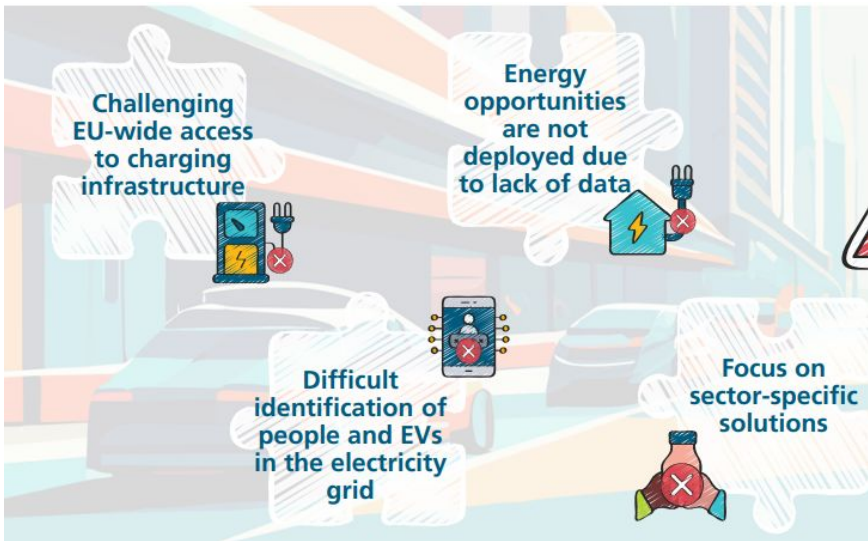 Challenging
EU-wide access
to charging
infrastructure
Energy
opportunities
are not
deployed due
to lack of data
Difficult
identification of
people and EVs
in the electricity
grid
Focus on
sector-specific
solutions